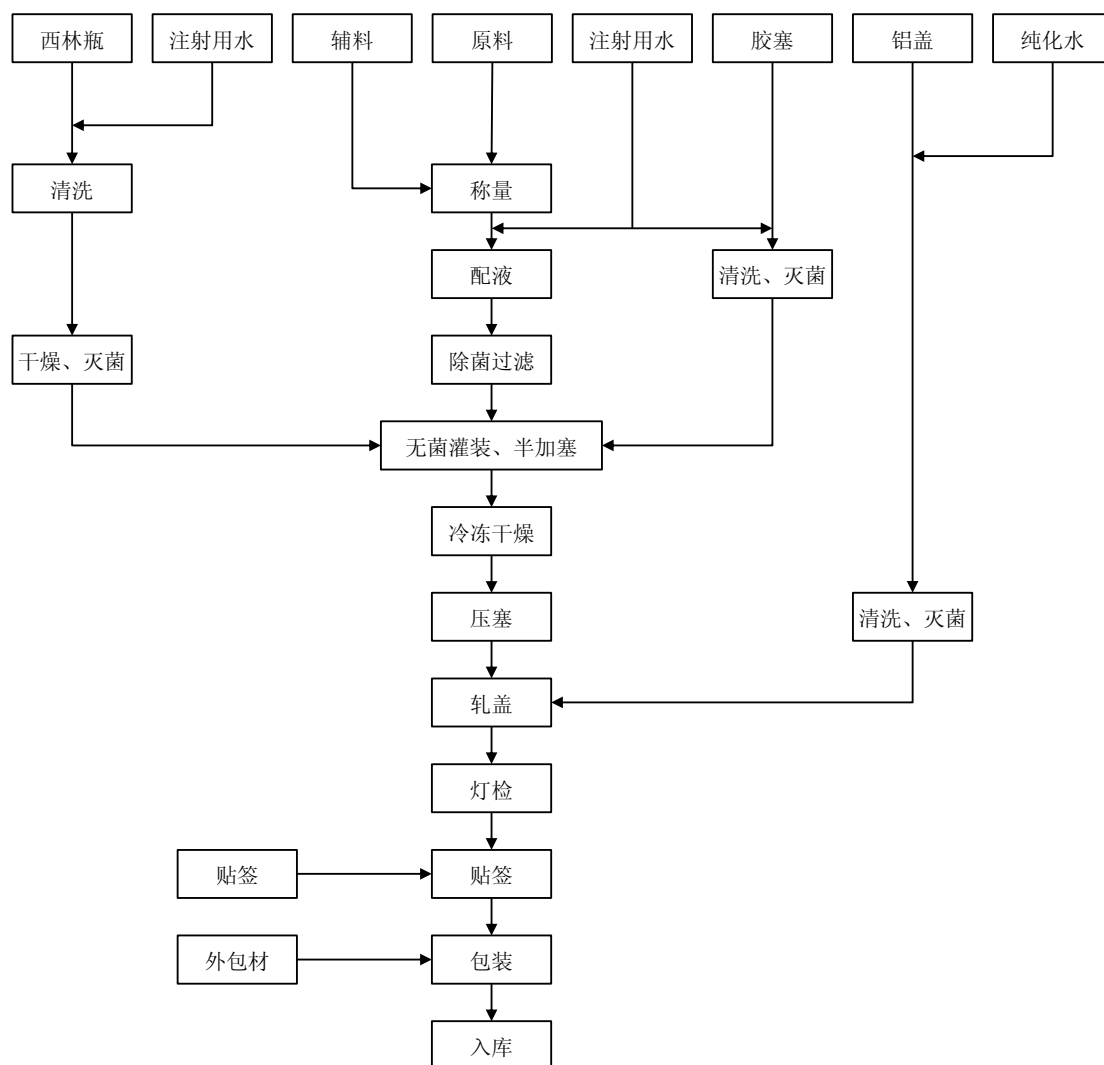 西林瓶
注射用水
辅料
原料
注射用水
胶塞
铝盖
纯化水
清洗
称量
配液
清洗、灭菌
干燥、灭菌
除菌过滤
无菌灌装、半加塞
冷冻干燥
压塞
清洗、灭菌
轧盖
灯检
贴签
贴签
外包材
包装
入库